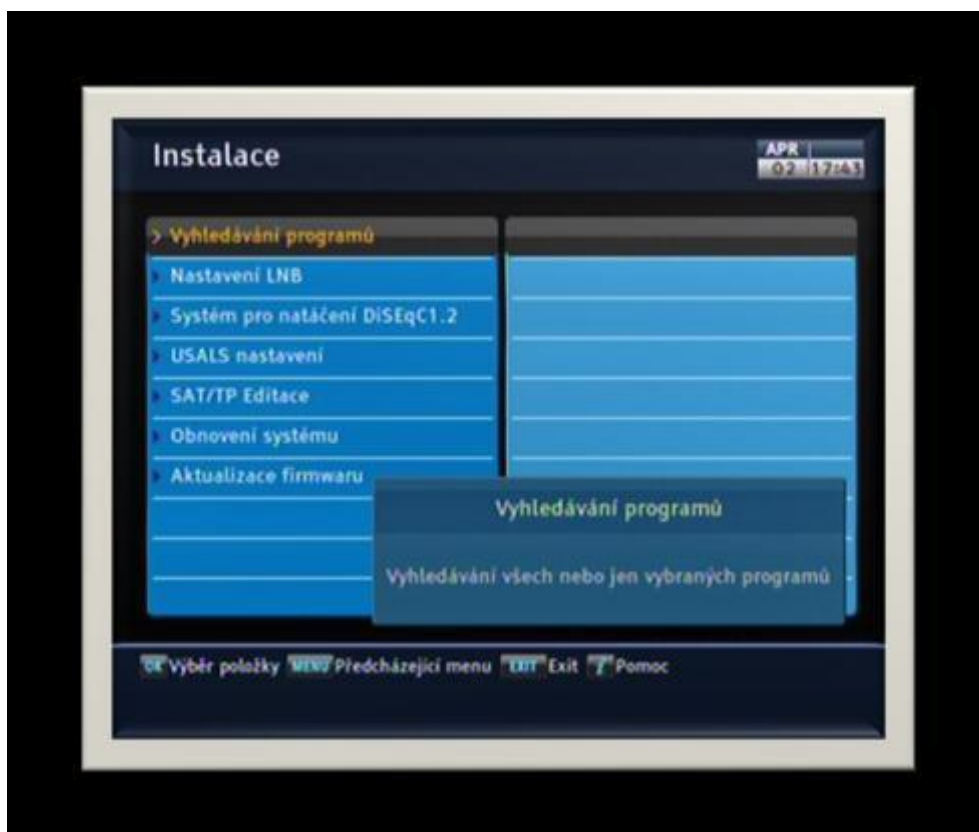 Instalace
APR
02 17:43
Vyhledávání programů
Nastavení LNB
Systém pro natáčení DiSEqC1.2
USALS nastavení
SAT/TP Editace
Obnovení systému
Aktualizace firmwaru
Vyhledávání programů
Vyhledávání všech nebo jen vybraných programů
OK Výběr položky MENU Předcházející menu EXIT Exit i Pomoc